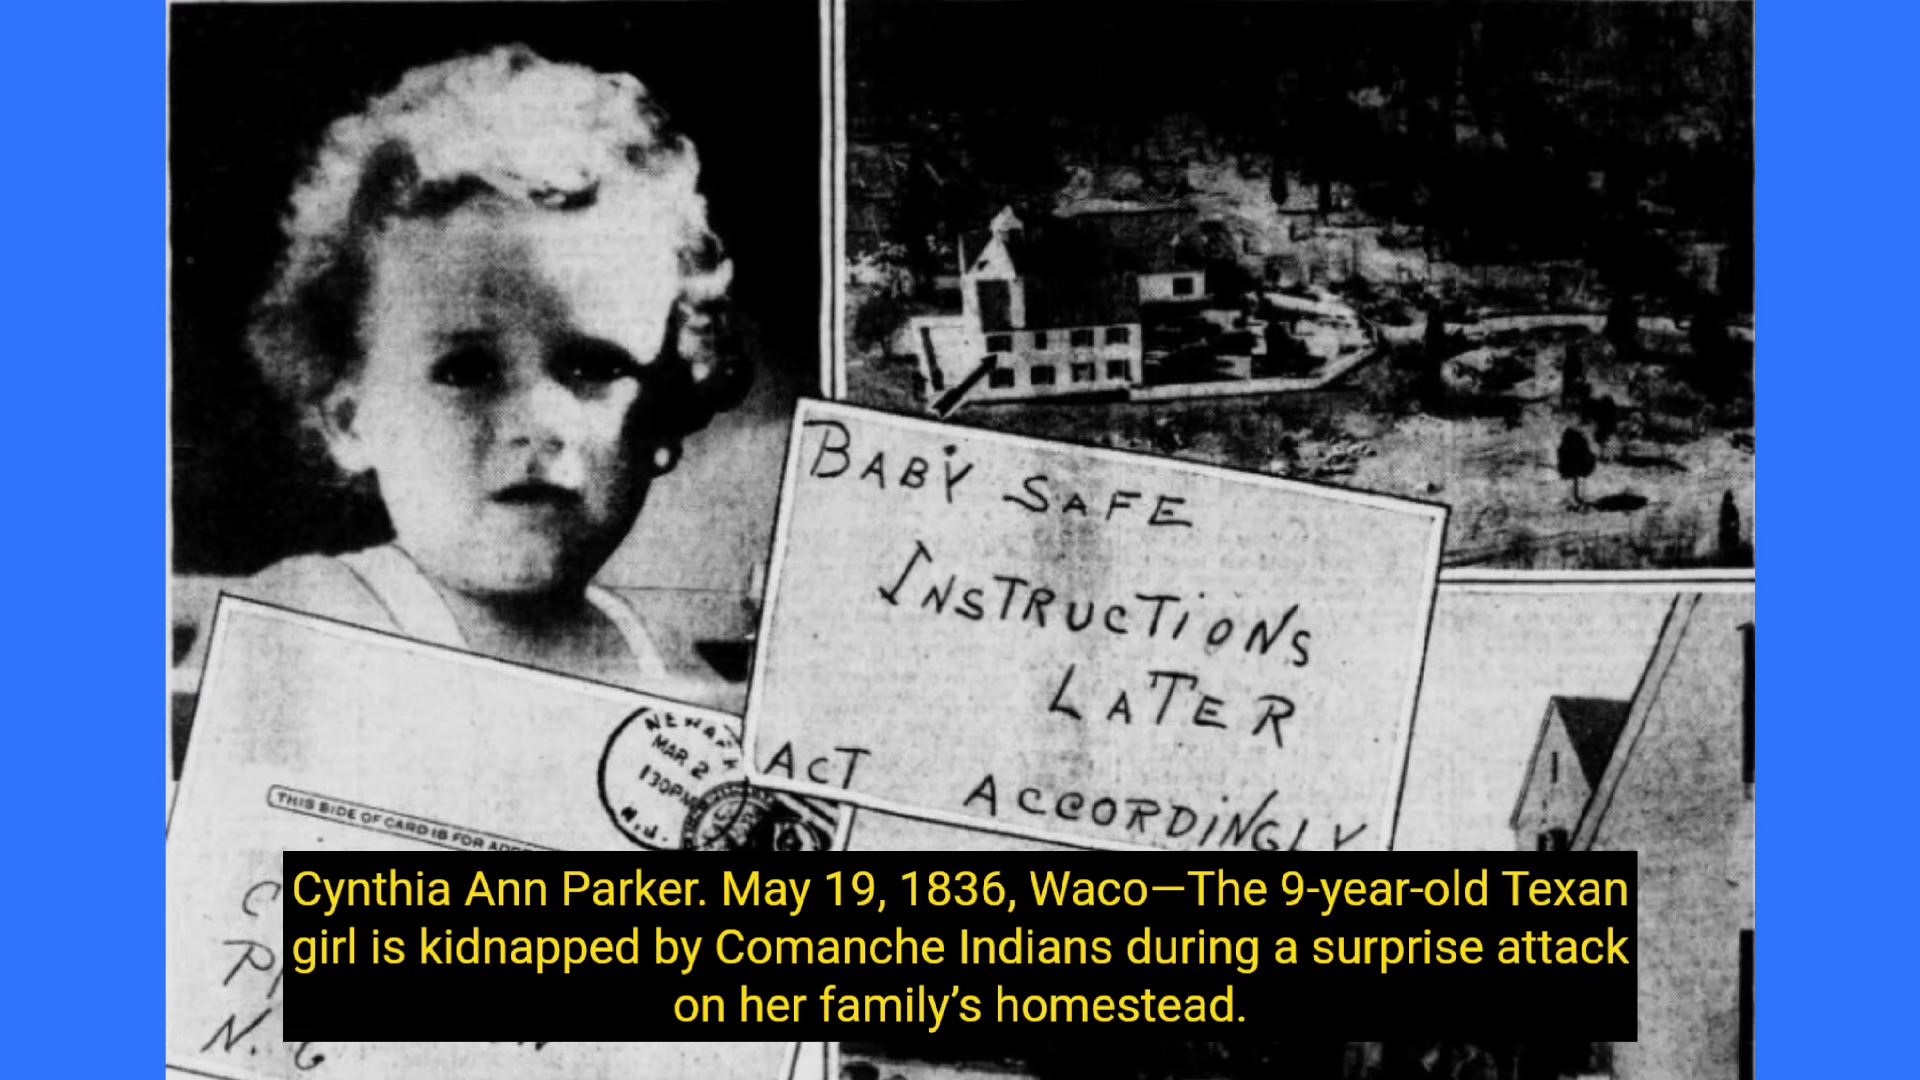 BABY SAFE
INSTRUCTIONS
LATER
ACT ACCORDINGLY
NEWARK
MAR 2
130PM
N.J.
THIS SIDE OF CARD IS FOR
Cynthia Ann Parker. May 19, 1836, Waco—The 9-year-old Texan
girl is kidnapped by Comanche Indians during a surprise attack
on her family’s homestead.